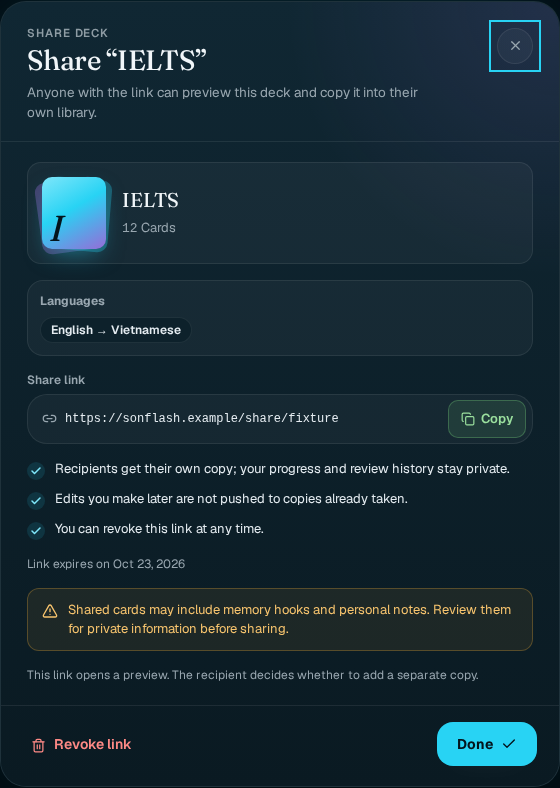 SHARE DECK
Share “IELTS”
Anyone with the link can preview this deck and copy it into their
own library.
I
IELTS
12 Cards
Languages
English → Vietnamese
Share link
https://sonflash.example/share/fixture
Copy
Recipients get their own copy; your progress and review history stay private.
Edits you make later are not pushed to copies already taken.
You can revoke this link at any time.
Link expires on Oct 23, 2026
Shared cards may include memory hooks and personal notes. Review them
for private information before sharing.
This link opens a preview. The recipient decides whether to add a separate copy.
Revoke link
Done